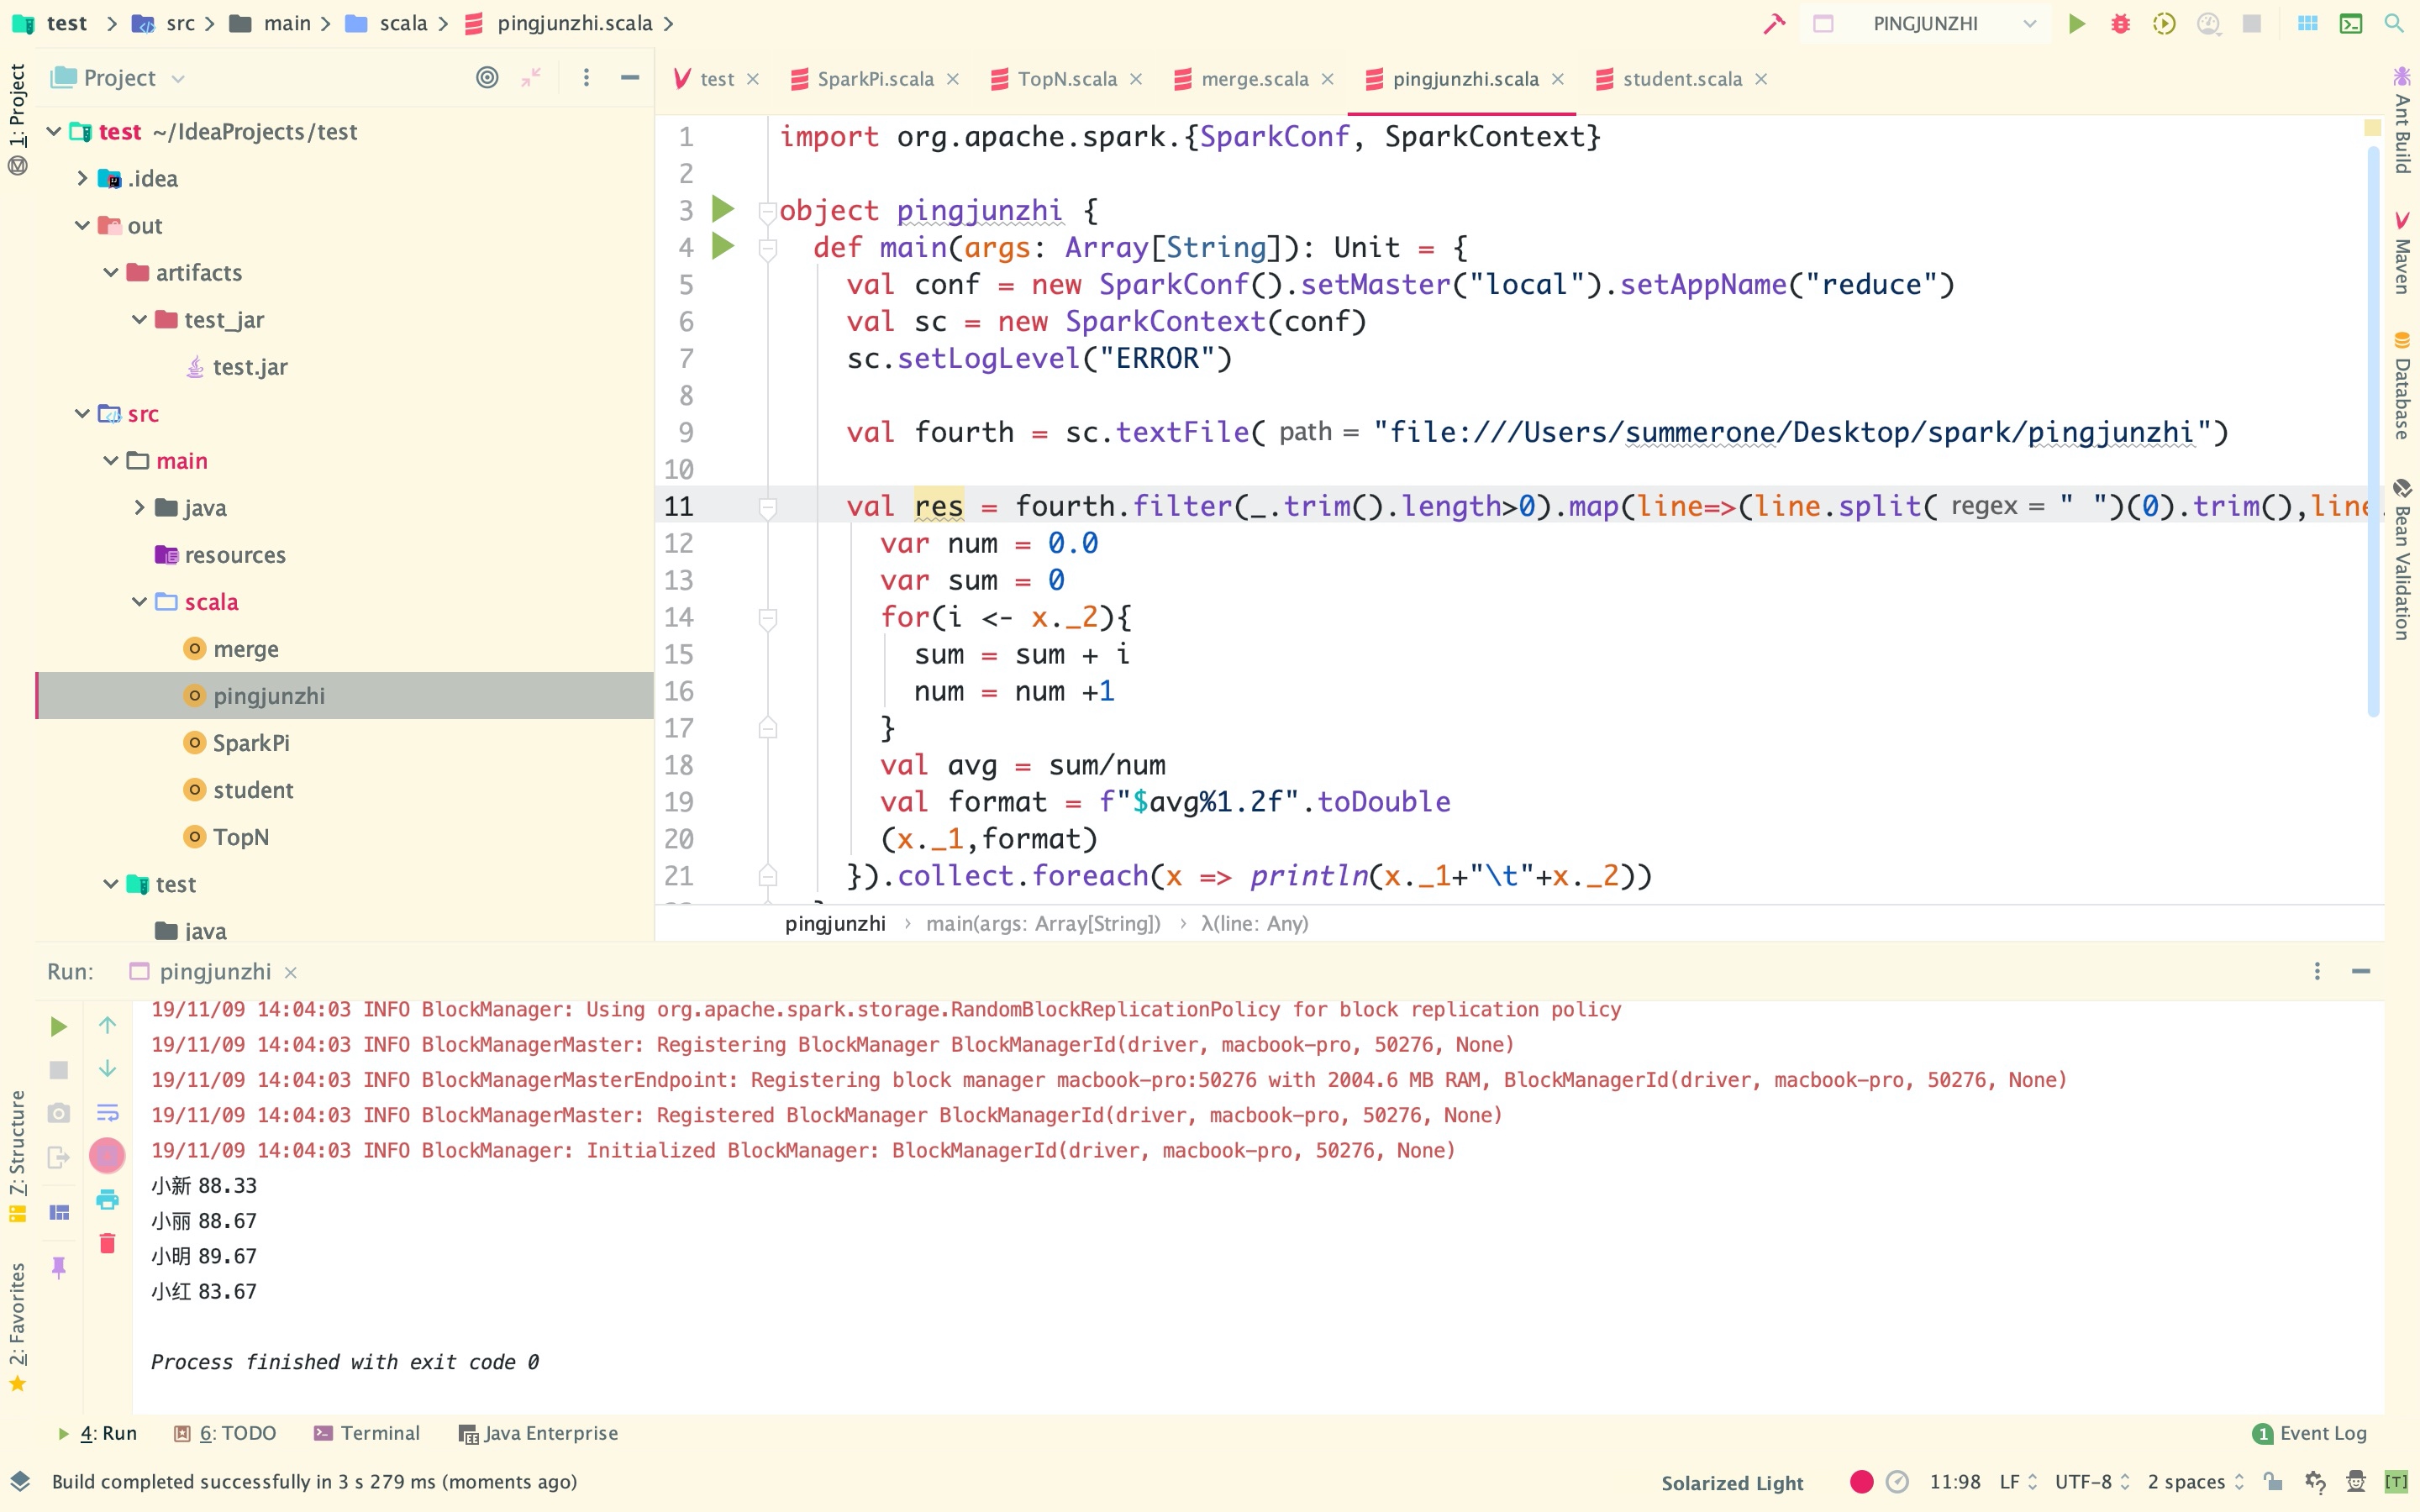 test > src > main > scala > pingjunzhi.scala >
PINGJUNZHI
1: Project
Project
test ~/IdeaProjects/test
.idea
out
artifacts
test_jar
test.jar
src
main
java
resources
scala
merge
pingjunzhi
SparkPi
student
TopN
test
java
test × SparkPi.scala × TopN.scala × merge.scala × pingjunzhi.scala × student.scala ×
1 import org.apache.spark.{SparkConf, SparkContext}
2
3 object pingjunzhi {
4 def main(args: Array[String]): Unit = {
5 val conf = new SparkConf().setMaster("local").setAppName("reduce")
6 val sc = new SparkContext(conf)
7 sc.setLogLevel("ERROR")
8
9 val fourth = sc.textFile( path = "file:///Users/summerone/Desktop/spark/pingjunzhi")
10
11 val res = fourth.filter(_.trim().length>0).map(line=>(line.split( regex = " ")(0).trim(),line
12 var num = 0.0
13 var sum = 0
14 for(i <- x._2){
15 sum = sum + i
16 num = num +1
17 }
18 val avg = sum/num
19 val format = f"$avg%1.2f".toDouble
20 (x._1,format)
21 }).collect.foreach(x => println(x._1+"\t"+x._2))
pingjunzhi > main(args: Array[String]) > λ(line: Any)
Ant Build
Maven
Database
Bean Validation
Run: pingjunzhi ×
19/11/09 14:04:03 INFO BlockManager: Using org.apache.spark.storage.RandomBlockReplicationPolicy for block replication policy
19/11/09 14:04:03 INFO BlockManagerMaster: Registering BlockManager BlockManagerId(driver, macbook-pro, 50276, None)
19/11/09 14:04:03 INFO BlockManagerMasterEndpoint: Registering block manager macbook-pro:50276 with 2004.6 MB RAM, BlockManagerId(driver, macbook-pro, 50276, None)
19/11/09 14:04:03 INFO BlockManagerMaster: Registered BlockManager BlockManagerId(driver, macbook-pro, 50276, None)
19/11/09 14:04:03 INFO BlockManager: Initialized BlockManager: BlockManagerId(driver, macbook-pro, 50276, None)
小新 88.33
小丽 88.67
小明 89.67
小红 83.67
Process finished with exit code 0
7: Structure
2: Favorites
4: Run 6: TODO Terminal Java Enterprise
1 Event Log
Build completed successfully in 3 s 279 ms (moments ago)
Solarized Light 11:98 LF UTF-8 2 spaces [T]